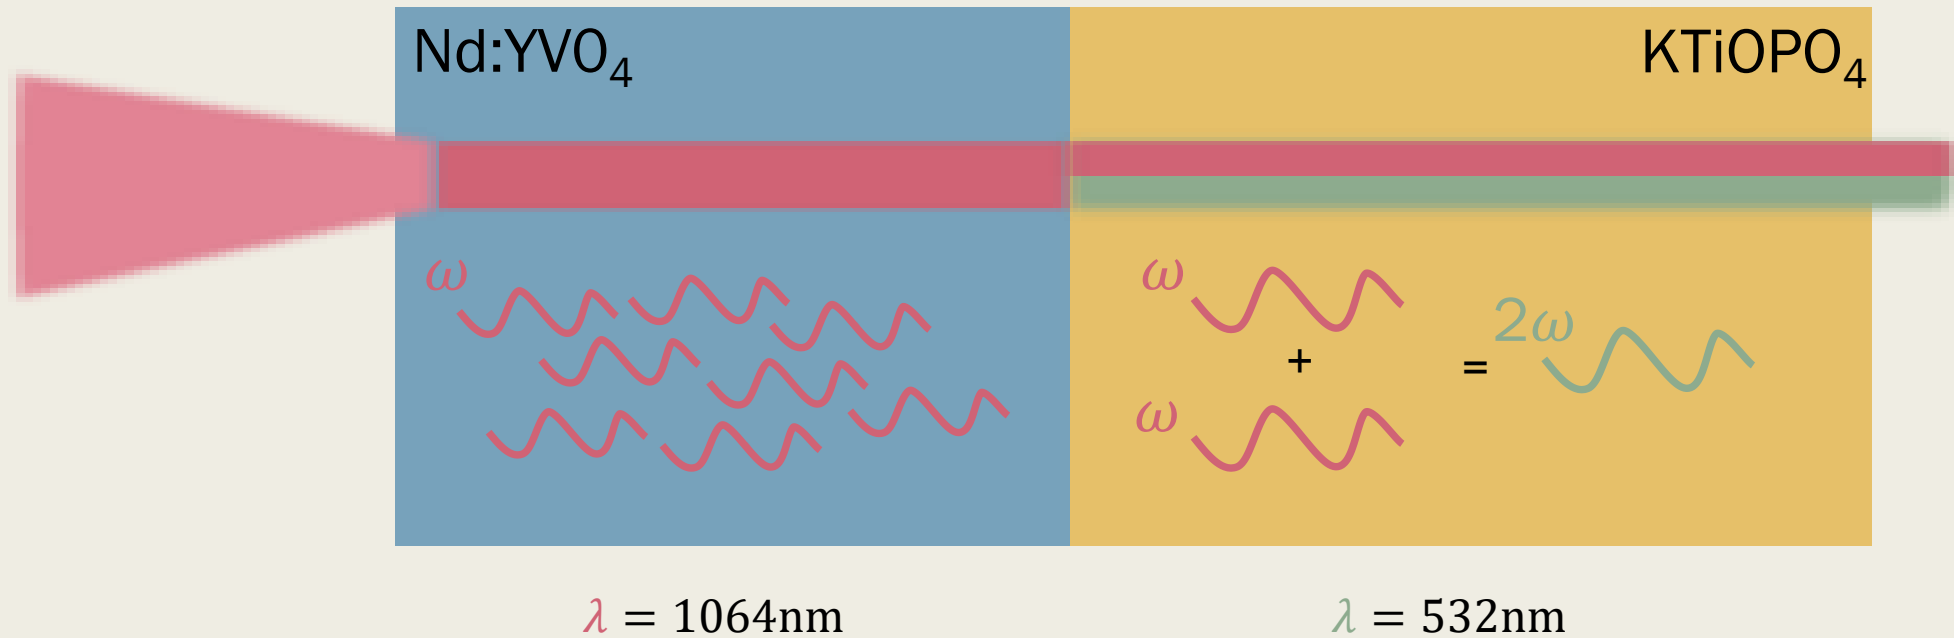 Nd:YVO₄
KTiOPO₄
ω
ω
+
ω
= 2ω
λ = 1064nm
λ = 532nm